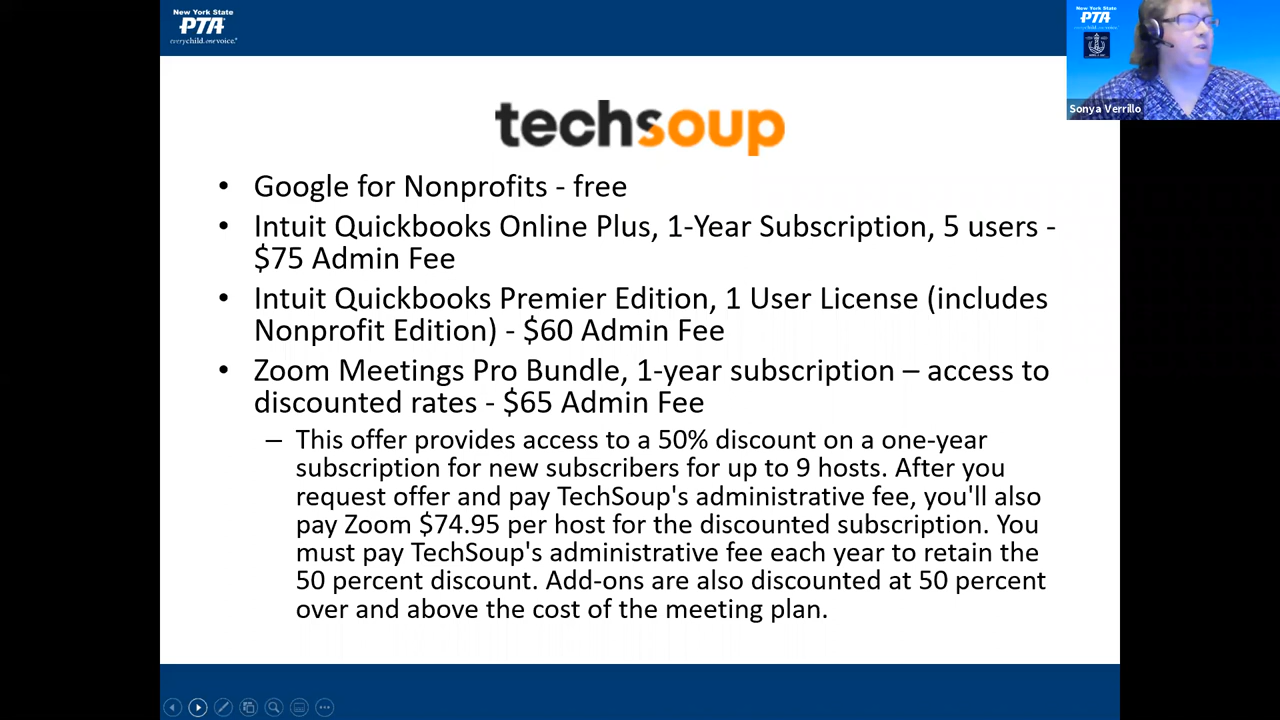 New York State
PTA
everychild.onevoice.®
New York State
PTA
Sonya Verrillo
techsoup
• Google for Nonprofits - free
• Intuit Quickbooks Online Plus, 1-Year Subscription, 5 users -
$75 Admin Fee
• Intuit Quickbooks Premier Edition, 1 User License (includes
Nonprofit Edition) - $60 Admin Fee
• Zoom Meetings Pro Bundle, 1-year subscription – access to
discounted rates - $65 Admin Fee
– This offer provides access to a 50% discount on a one-year
subscription for new subscribers for up to 9 hosts. After you
request offer and pay TechSoup's administrative fee, you'll also
pay Zoom $74.95 per host for the discounted subscription. You
must pay TechSoup's administrative fee each year to retain the
50 percent discount. Add-ons are also discounted at 50 percent
over and above the cost of the meeting plan.